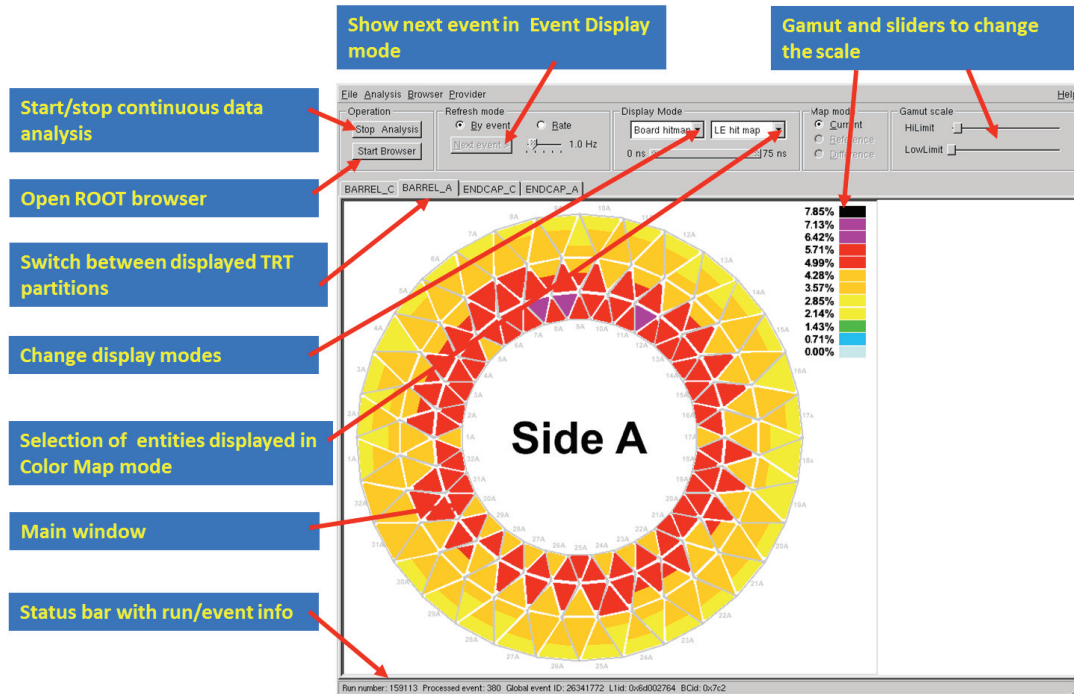 Show next event in  Event Display
mode
Gamut and sliders to change
the scale
Start/stop continuous data
analysis
Open ROOT browser
Switch between displayed TRT
partitions
Change display modes
Selection of  entities displayed in
Color Map mode
Main window
Status bar with run/event info
File Analysis Browser Provider
Help
Operation
Stop Analysis
Start Browser
Refresh mode
By event
Rate
Next event >
1.0 Hz
Display Mode
Board hitmap
LE hit map
0 ns
75 ns
Map mode
Current
Reference
Difference
Gamut scale
HiLimit
LowLimit
BARREL_C BARREL_A ENDCAP_C ENDCAP_A
7.85%
7.13%
6.42%
5.71%
4.99%
4.28%
3.57%
2.85%
2.14%
1.43%
0.71%
0.00%
Side A
Run number: 159113 Processed event: 380 Global event ID: 26341772 L1id: 0x6d002764 BCid: 0x7c2